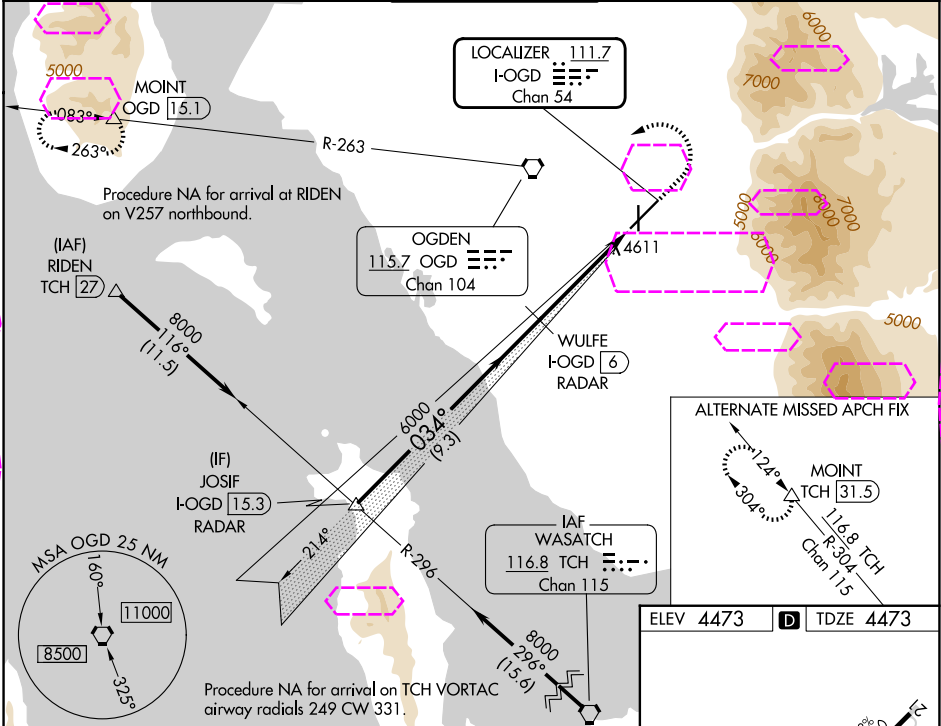 5000
MOINT
OGD 15.1
083°
263°
R-263
LOCALIZER 111.7
I-OGD
Chan 54
6000
7000
Procedure NA for arrival at RIDEN
on V257 northbound.
(IAF)
RIDEN
TCH 27
OGDEN
115.7 OGD
Chan 104
4611
5000
6000
8000
7000
8000
116°
(11.5)
WULFE
I-OGD 6
RADAR
5000
6000
034°
(9.3)
(IF)
JOSIF
I-OGD 15.3
RADAR
214°
R-296
ALTERNATE MISSED APCH FIX
124°
304°
MOINT
TCH 31.5
116.8 TCH
R-304
Chan 115
IAF
WASATCH
116.8 TCH
Chan 115
MSA OGD 25 NM
160°
11000
8500
325°
8000
296°
(15.6)
Procedure NA for arrival on TCH VORTAC
airway radials 249 CW 331.
ELEV 4473 D TDZE 4473
21